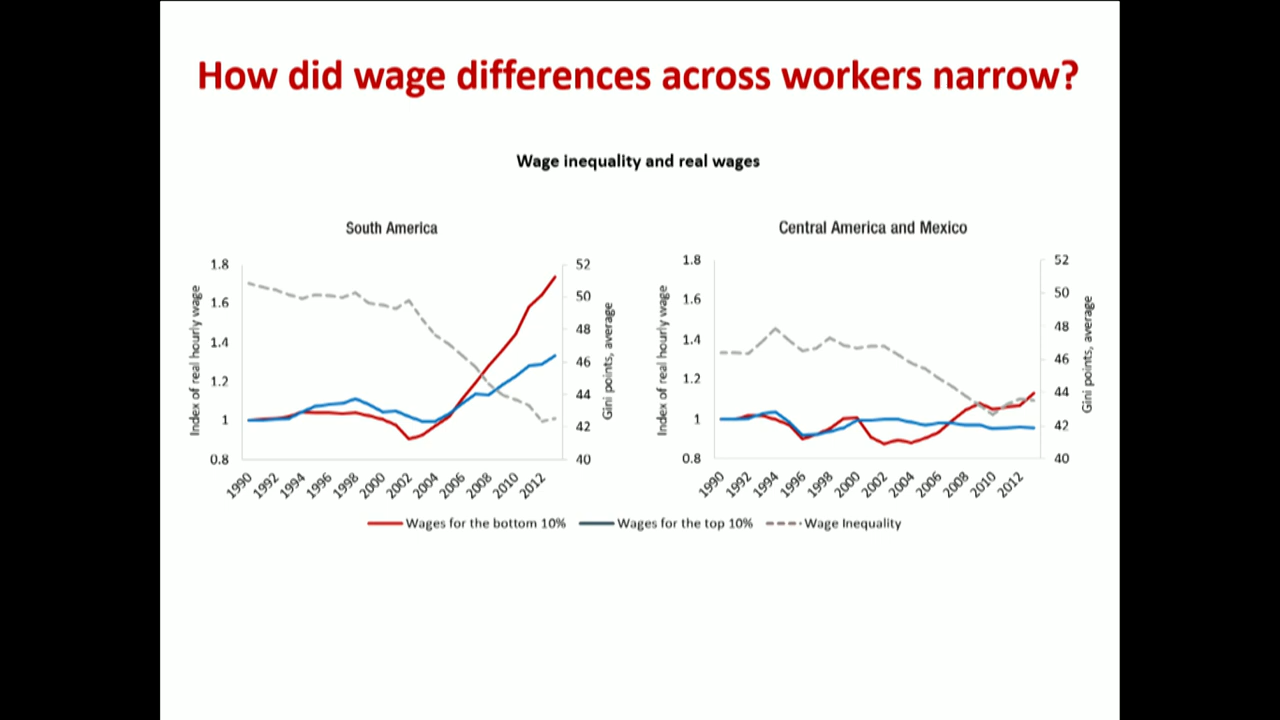 How did wage differences across workers narrow?
Wage inequality and real wages
South America
Central America and Mexico
Index of real hourly wage
1.8
1.6
1.4
1.2
1
0.8
52
50
48
46
44
42
40
Gini points, average
1990 1992 1994 1996 1998 2000 2002 2004 2006 2008 2010 2012
Index of real hourly wage
1.8
1.6
1.4
1.2
1
0.8
52
50
48
46
44
42
40
Gini points, average
1990 1992 1994 1996 1998 2000 2002 2004 2006 2008 2010 2012
Wages for the bottom 10% Wages for the top 10% Wage Inequality